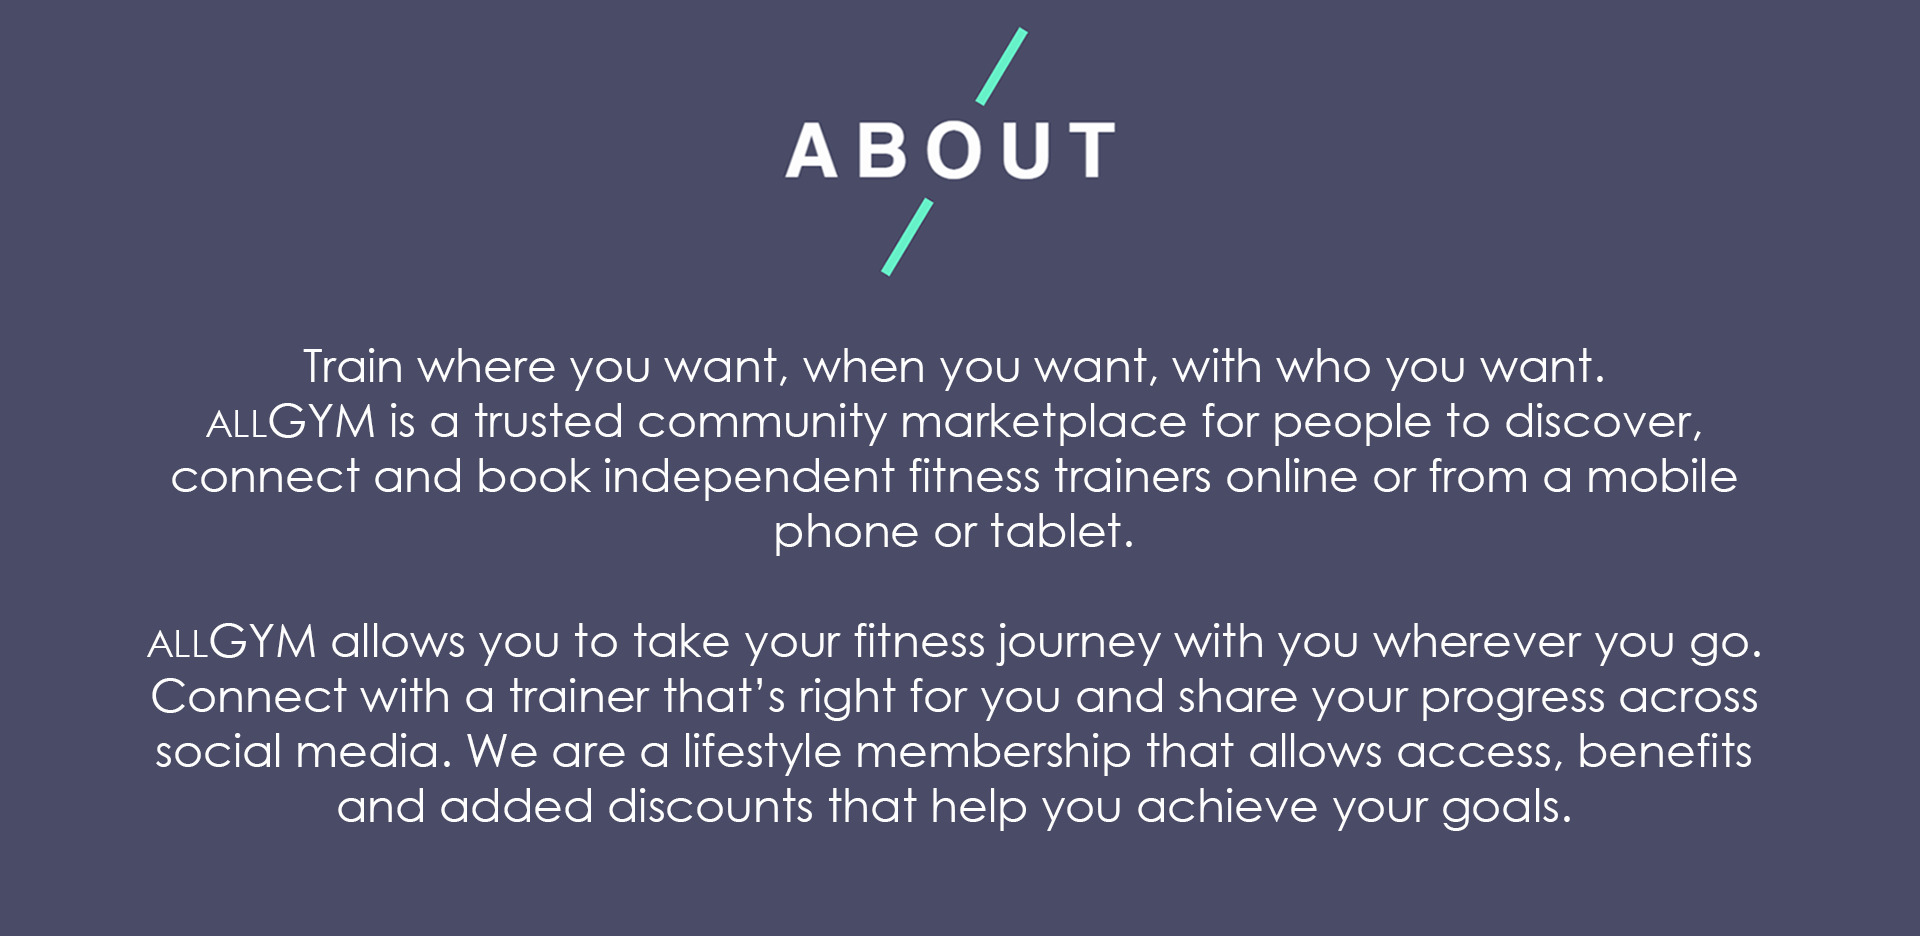 ABOUT
Train where you want, when you want, with who you want.
ALLGYM is a trusted community marketplace for people to discover,
connect and book independent fitness trainers online or from a mobile
phone or tablet.
ALLGYM allows you to take your fitness journey with you wherever you go.
Connect with a trainer that’s right for you and share your progress across
social media. We are a lifestyle membership that allows access, benefits
and added discounts that help you achieve your goals.